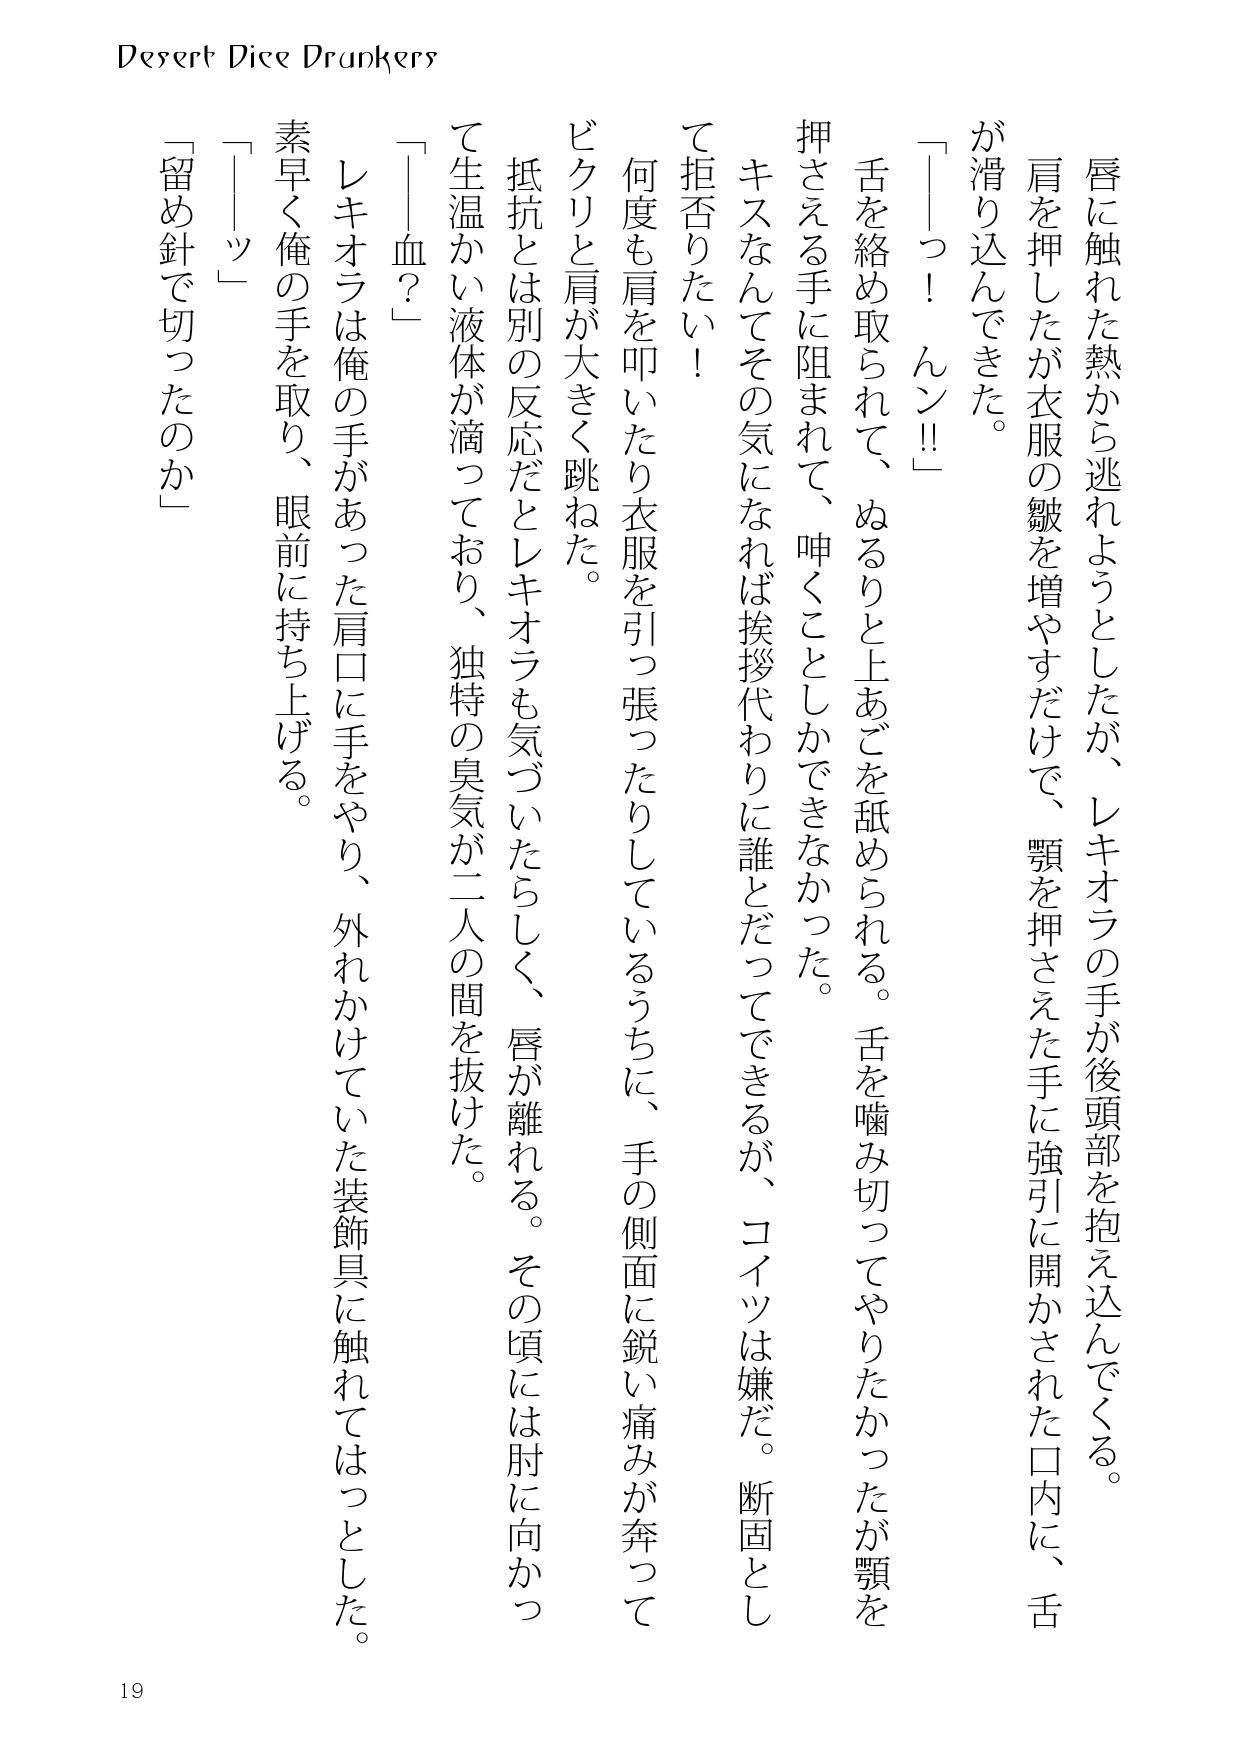 Desert Dice Drunkers
唇に触れた熱から逃れようとしたが、レキオラの手が後頭部を抱え込んでくる。
肩を押したが衣服の皺を増やすだけで、顎を押さえた手に強引に開かされた口内に、舌
が滑り込んできた。
「――っ！　んン!!」
舌を絡め取られて、ぬるりと上あごを舐められる。舌を噛み切ってやりたかったが顎を
押さえる手に阻まれて、呻くことしかできなかった。
キスなんてその気になれば挨拶代わりに誰とだってできるが、コイツは嫌だ。断固とし
て拒否りたい！
何度も肩を叩いたり衣服を引っ張ったりしているうちに、手の側面に鋭い痛みが奔って
ビクリと肩が大きく跳ねた。
抵抗とは別の反応だとレキオラも気づいたらしく、唇が離れる。その頃には肘に向かっ
て生温かい液体が滴っており、独特の臭気が二人の間を抜けた。
「――血？」
レキオラは俺の手があった肩口に手をやり、外れかけていた装飾具に触れてはっとした。
素早く俺の手を取り、眼前に持ち上げる。
「――ッ」
「留め針で切ったのか」
19